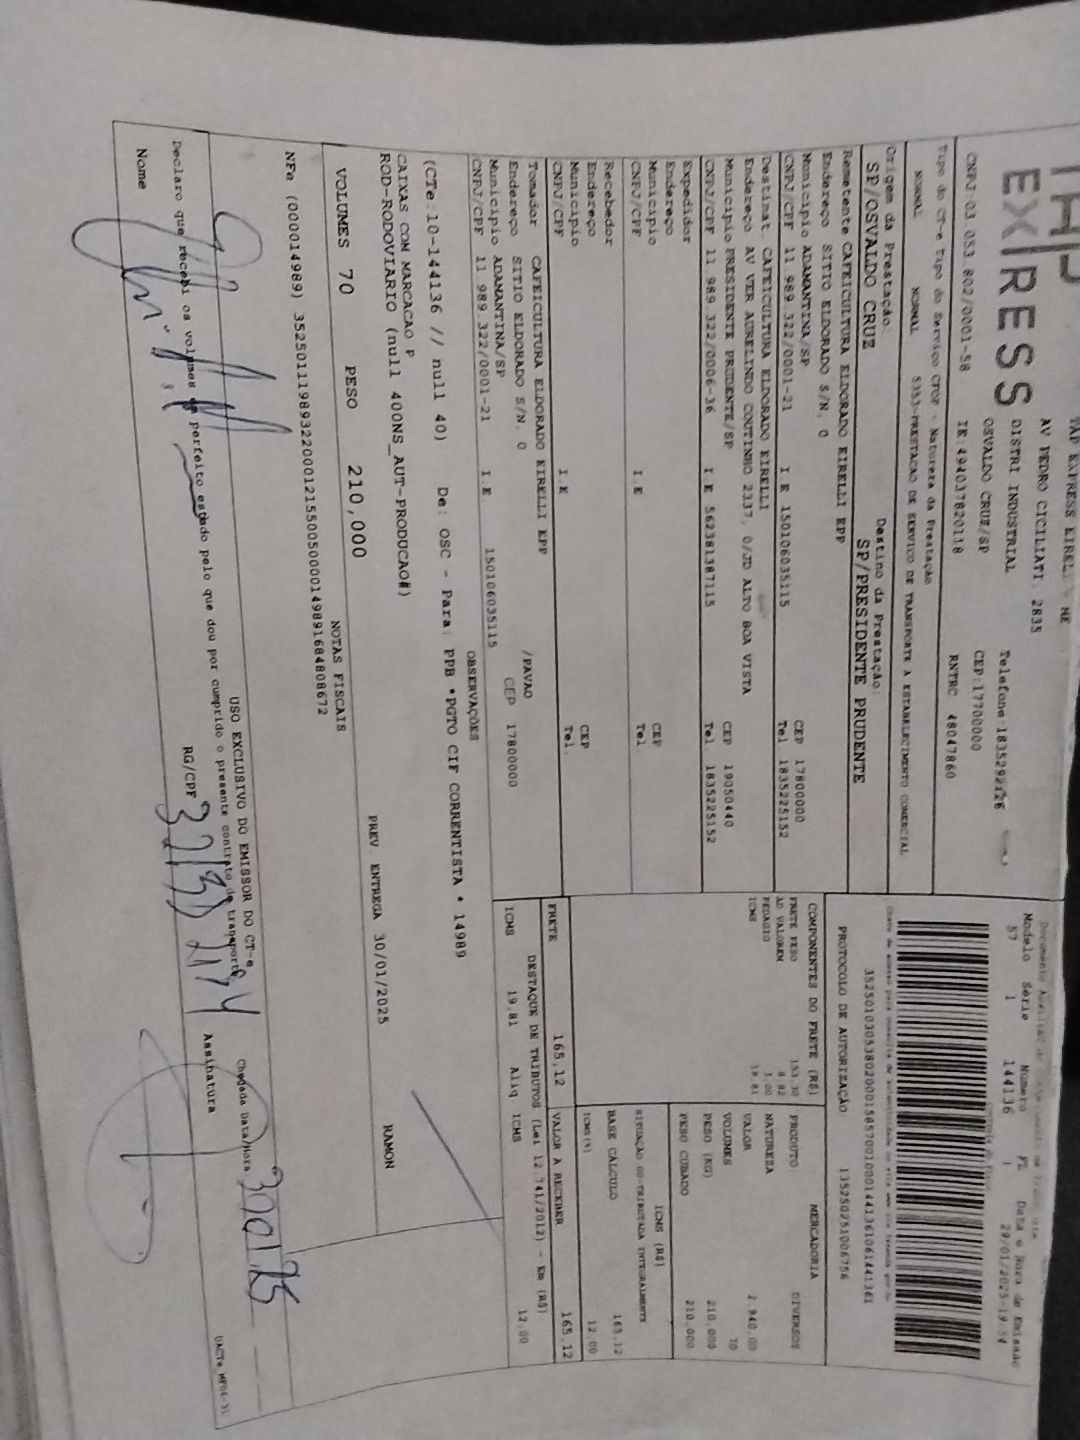 EXPRESS
TAP EXPRESS EIRELI - ME
AV PEDRO CICILIATI, 2835
DISTRI INDUSTRIAL
OSVALDO CRUZ/SP
CEP:17700000
CNPJ:03 053 802/0001-58
IE:494037820118
RNTRC 48047860
Modelo Série Número FL Data e Hora de Emissão
57 1 144136 1
Tipo do CT-e Tipo do Serviço CFOP - Natureza da Prestação
NORMAL NORMAL 5353-PRESTACAO DE SERVICO DE TRANSPORTE A ESTABELECIMENTO COMERCIAL
Origem da Prestação: Destino da Prestação:
SP/OSVALDO CRUZ SP/PRESIDENTE PRUDENTE
PROTOCOLO DE AUTORIZAÇÃO
Remetente CAFEICULTURA ELDORADO EIRELLI EPP
Endereço SITIO ELDORADO S/N, 0
Município ADAMANTINA/SP CEP 17800000
CNPJ/CPF 11 989 322/0001-21 I E 150106035115 Tel 1835225152
Destinat. CAFEICULTURA ELDORADO EIRELLI
Endereço AV VER AURELINDO COUTINHO 2337, 0/JD ALTO BOA VISTA
Município PRESIDENTE PRUDENTE/SP CEP 19050440
CNPJ/CPF 11 989 322/0006-36 I E 562381387115 Tel 1835225152
Expedidor
Endereço
Município CEP
CNPJ/CPF I.E Tel
Recebedor
Endereço
Município CEP
CNPJ/CPF I.E Tel.
Tomador CAFEICULTURA ELDORADO EIRELLI EPP
Endereço SITIO ELDORADO S/N, 0 /PAVAO
Município ADAMANTINA/SP CEP 17800000
CNPJ/CPF 11 989.322/0001-21 I.E 150106035115
COMPONENTES DO FRETE (R$)
FRETE PESO
AD VALOREM
PEDAGIO
ICMS
MERCADORIA
PRODUTO DIVERSOS
NATUREZA
VALOR 2.940,00
VOLUMES 70
PESO (KG) 210,000
PESO CUBADO 210,000
ICMS (R$)
SITUAÇÃO 00-TRIBUTADA INTEGRALMENTE
BASE CALCULO 165,12
ICMS(%) 12,00
FRETE 165,12 VALOR A RECEBER 165,12
DESTAQUE DE TRIBUTOS (Lei 12.741/2012) - Em (R$)
ICMS 19,81 Aliq ICMS 12,00
OBSERVAÇÕES
(CTe:10-144136 // null 40) De: OSC - Para: PPB *PGTO CIF CORRENTISTA * 14989
CAIXAS COM MARCACAO P
ROD-RODOVIARIO (null 400NS_AUT-PRODUCAO#)
VOLUMES 70 PESO 210,000 PREV. ENTREGA 30/01/2025 RAMON
NOTAS FISCAIS
NFe (000014989) 35250111989322000121550050000149891684808672
USO EXCLUSIVO DO EMISSOR DO CT-e
Declaro que recebi os volumes em perfeito estado pelo que dou por cumprido o presente contrato de transporte
Chegada Data/Hora
Nome RG/CPF Assinatura